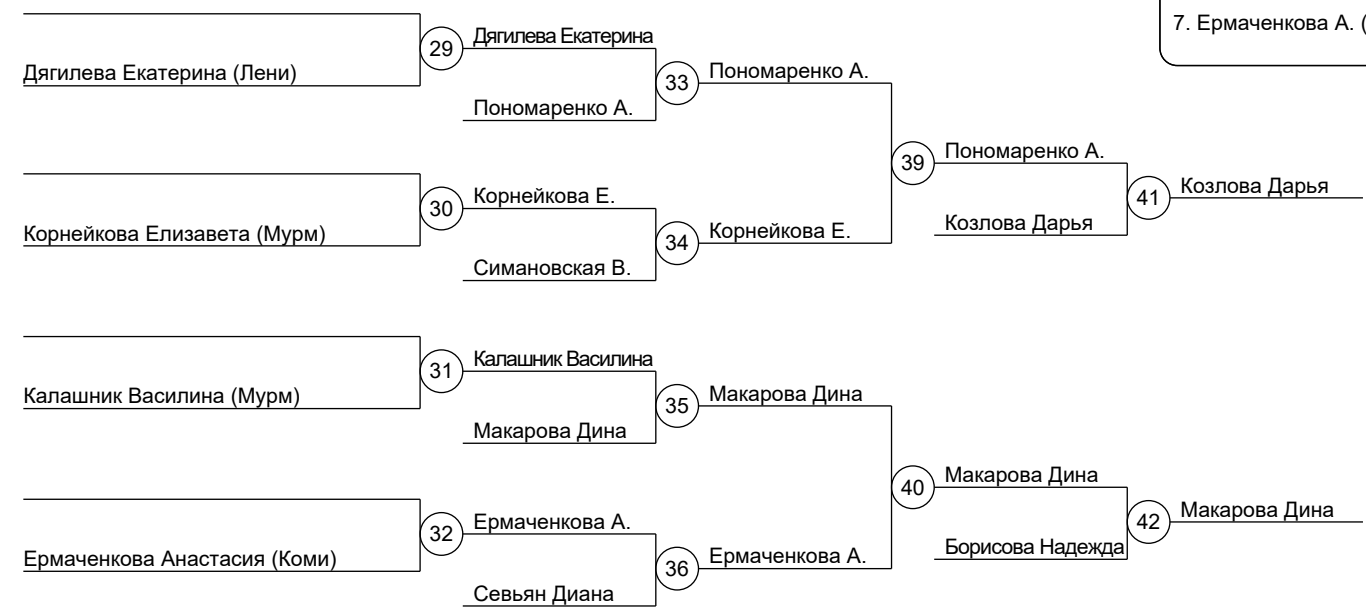 7. Ермаченкова А. (
29
Дягилева Екатерина
Дягилева Екатерина (Лени)
33
Пономаренко А.
Пономаренко А.
39
Пономаренко А.
30
Корнейкова Е.
41
Козлова Дарья
Корнейкова Елизавета (Мурм)
34
Корнейкова Е.
Козлова Дарья
Симановская В.
31
Калашник Василина
Калашник Василина (Мурм)
35
Макарова Дина
Макарова Дина
40
Макарова Дина
32
Ермаченкова А.
42
Макарова Дина
Ермаченкова Анастасия (Коми)
36
Ермаченкова А.
Борисова Надежда
Севьян Диана